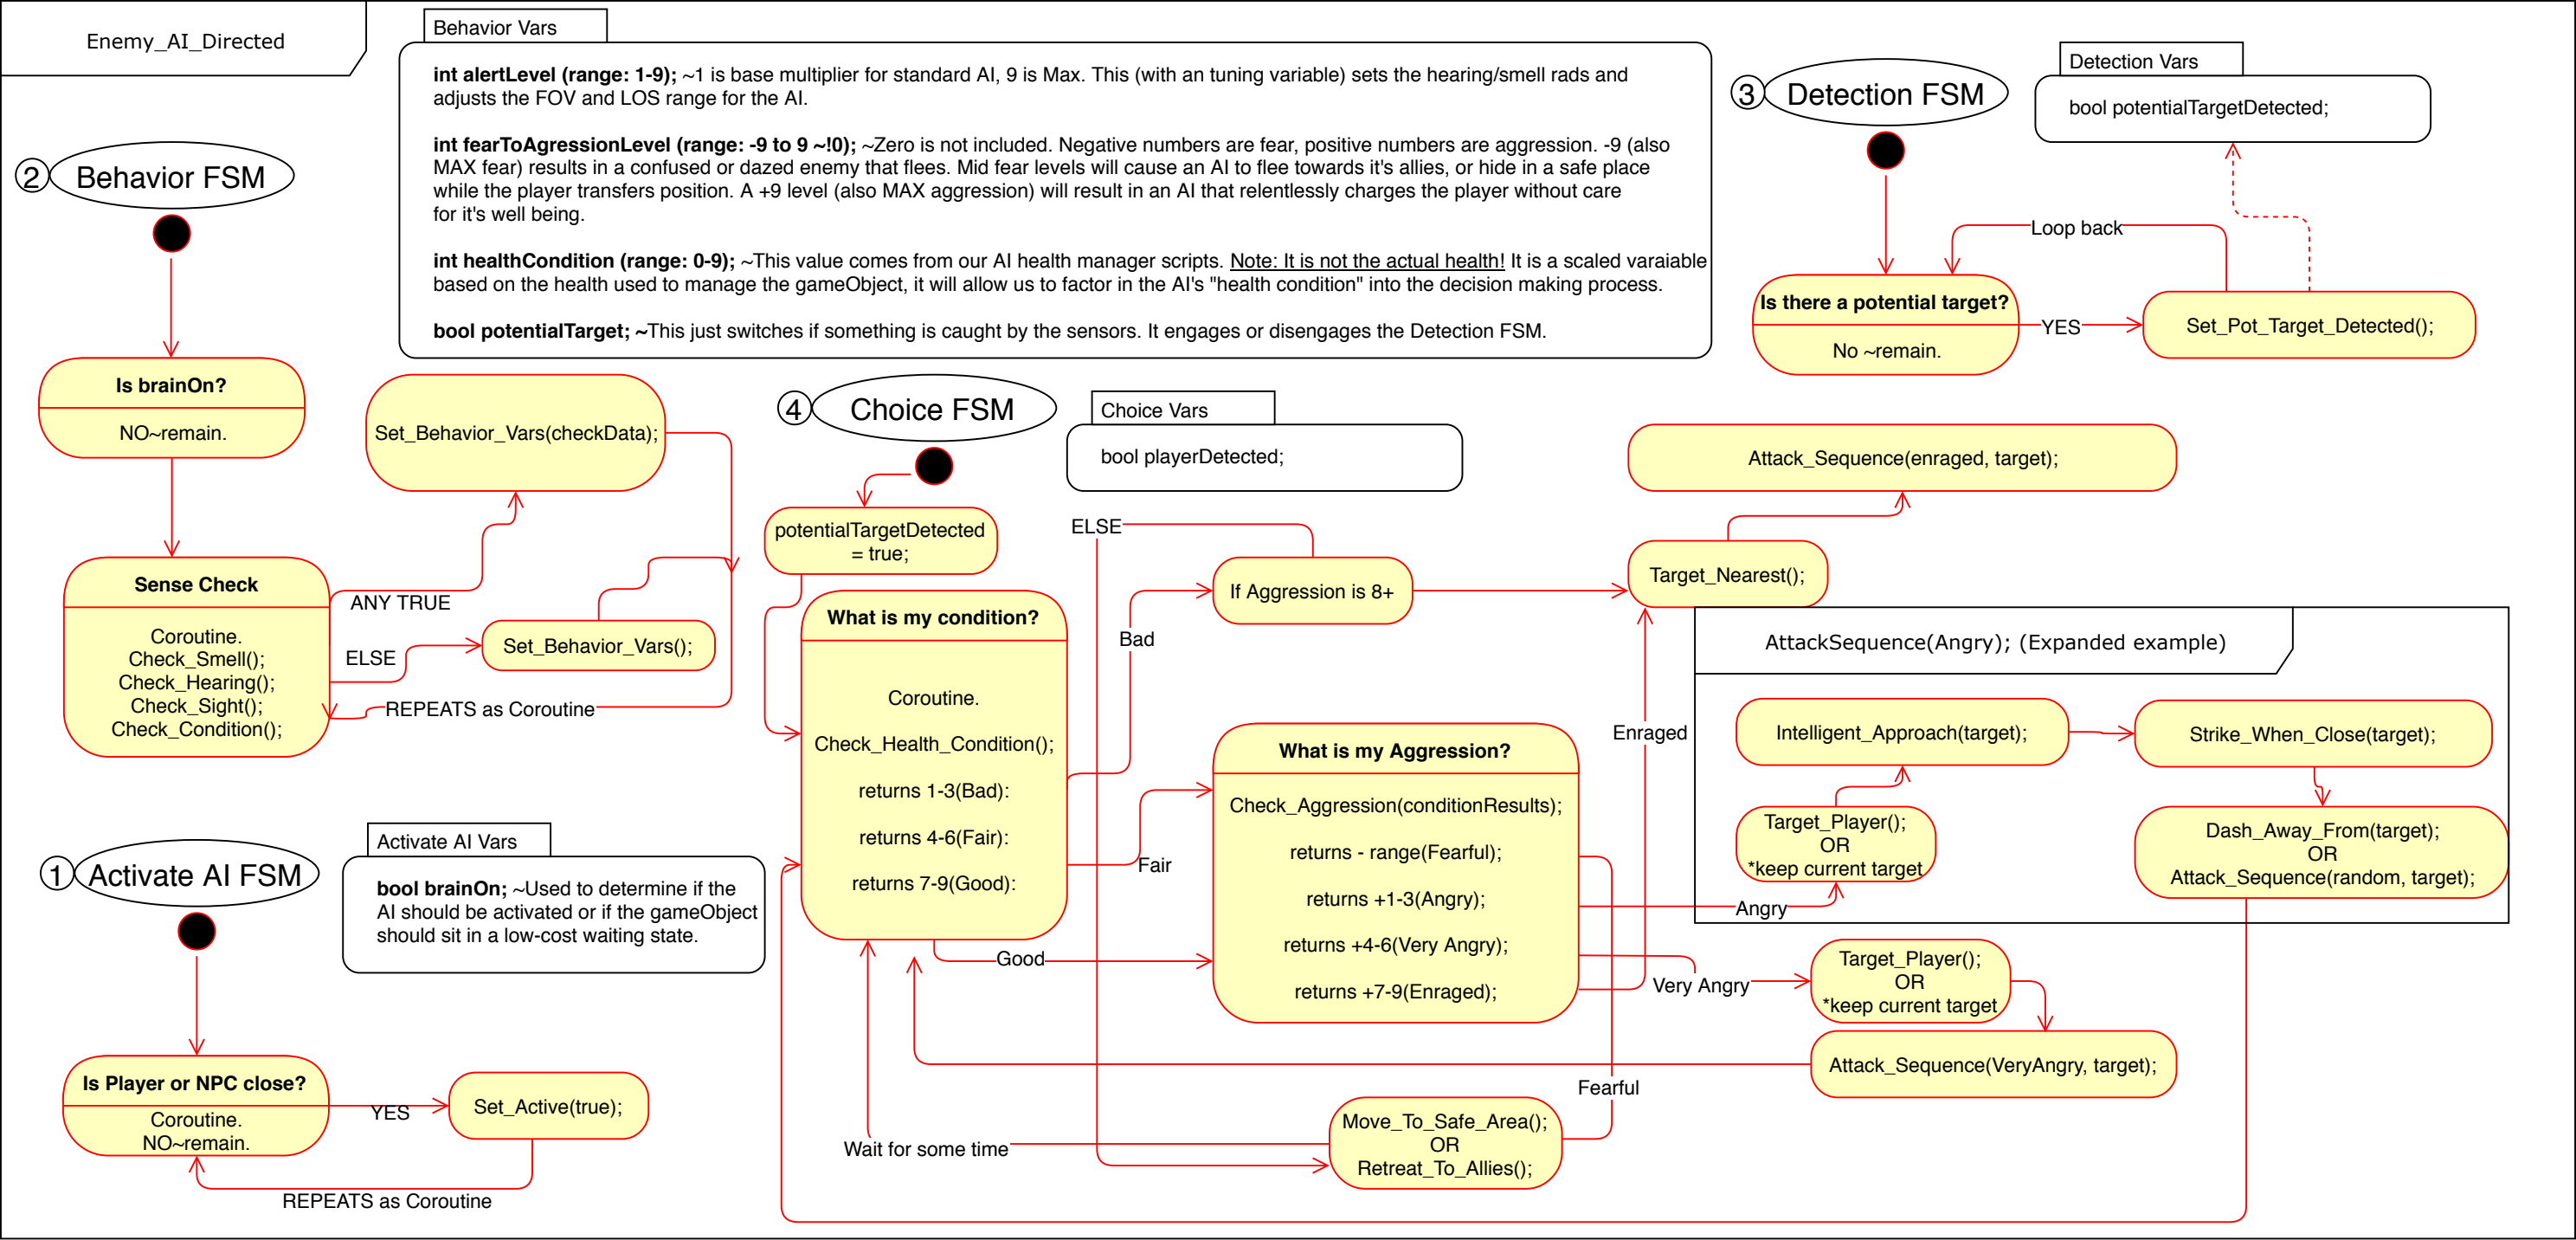 Enemy_AI_Directed
Behavior Vars
int alertLevel (range: 1-9); ~1 is base multiplier for standard AI, 9 is Max. This (with an tuning variable) sets the hearing/smell rads and
adjusts the FOV and LOS range for the AI.
int fearToAgressionLevel (range: -9 to 9 ~!0); ~Zero is not included. Negative numbers are fear, positive numbers are aggression. -9 (also
MAX fear) results in a confused or dazed enemy that flees. Mid fear levels will cause an AI to flee towards it's allies, or hide in a safe place
while the player transfers position. A +9 level (also MAX aggression) will result in an AI that relentlessly charges the player without care
for it's well being.
int healthCondition (range: 0-9); ~This value comes from our AI health manager scripts. Note: It is not the actual health! It is a scaled varaiable
based on the health used to manage the gameObject, it will allow us to factor in the AI's "health condition" into the decision making process.
bool potentialTarget; ~This just switches if something is caught by the sensors. It engages or disengages the Detection FSM.
3
Detection FSM
Detection Vars
bool potentialTargetDetected;
Loop back
Is there a potential target?
No ~remain.
YES
Set_Pot_Target_Detected();
2
Behavior FSM
Is brainOn?
NO~remain.
Set_Behavior_Vars(checkData);
Sense Check
Coroutine.
Check_Smell();
Check_Hearing();
Check_Sight();
Check_Condition();
ANY TRUE
ELSE
Set_Behavior_Vars();
REPEATS as Coroutine
1
Activate AI FSM
Activate AI Vars
bool brainOn; ~Used to determine if the
AI should be activated or if the gameObject
should sit in a low-cost waiting state.
Is Player or NPC close?
Coroutine.
NO~remain.
YES
Set_Active(true);
REPEATS as Coroutine
4
Choice FSM
Choice Vars
bool playerDetected;
potentialTargetDetected
= true;
What is my condition?
Coroutine.
Check_Health_Condition();
returns 1-3(Bad):
returns 4-6(Fair):
returns 7-9(Good):
ELSE
Bad
Fair
Good
If Aggression is 8+
What is my Aggression?
Check_Aggression(conditionResults);
returns - range(Fearful);
returns +1-3(Angry);
returns +4-6(Very Angry);
returns +7-9(Enraged);
Attack_Sequence(enraged, target);
Target_Nearest();
Enraged
AttackSequence(Angry); (Expanded example)
Intelligent_Approach(target);
Strike_When_Close(target);
Target_Player();
OR
*keep current target
Dash_Away_From(target);
OR
Attack_Sequence(random, target);
Angry
Very Angry
Target_Player();
OR
*keep current target
Attack_Sequence(VeryAngry, target);
Fearful
Move_To_Safe_Area();
OR
Retreat_To_Allies();
Wait for some time